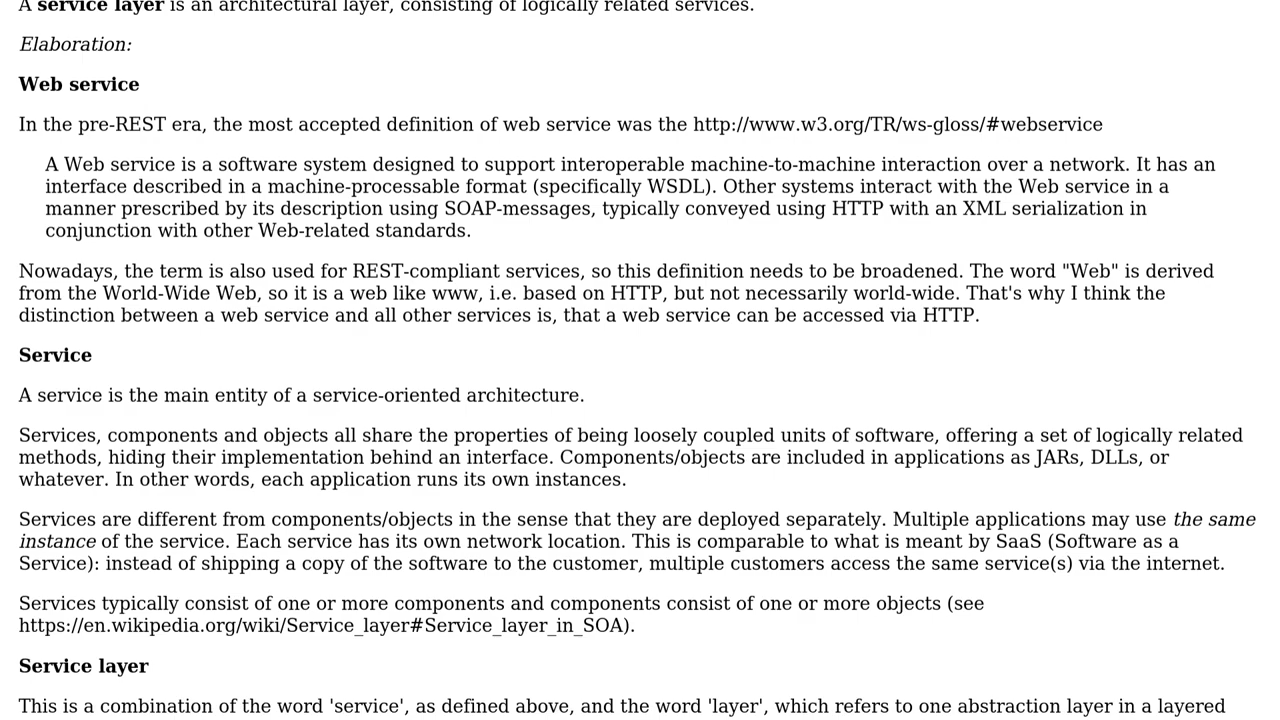 A service layer is an architectural layer, consisting of logically related services.
Elaboration:
Web service
In the pre-REST era, the most accepted definition of web service was the http://www.w3.org/TR/ws-gloss/#webservice
A Web service is a software system designed to support interoperable machine-to-machine interaction over a network. It has an
interface described in a machine-processable format (specifically WSDL). Other systems interact with the Web service in a
manner prescribed by its description using SOAP-messages, typically conveyed using HTTP with an XML serialization in
conjunction with other Web-related standards.
Nowadays, the term is also used for REST-compliant services, so this definition needs to be broadened. The word "Web" is derived
from the World-Wide Web, so it is a web like www, i.e. based on HTTP, but not necessarily world-wide. That's why I think the
distinction between a web service and all other services is, that a web service can be accessed via HTTP.
Service
A service is the main entity of a service-oriented architecture.
Services, components and objects all share the properties of being loosely coupled units of software, offering a set of logically related
methods, hiding their implementation behind an interface. Components/objects are included in applications as JARs, DLLs, or
whatever. In other words, each application runs its own instances.
Services are different from components/objects in the sense that they are deployed separately. Multiple applications may use the same
instance of the service. Each service has its own network location. This is comparable to what is meant by SaaS (Software as a
Service): instead of shipping a copy of the software to the customer, multiple customers access the same service(s) via the internet.
Services typically consist of one or more components and components consist of one or more objects (see
https://en.wikipedia.org/wiki/Service_layer#Service_layer_in_SOA).
Service layer
This is a combination of the word 'service', as defined above, and the word 'layer', which refers to one abstraction layer in a layered